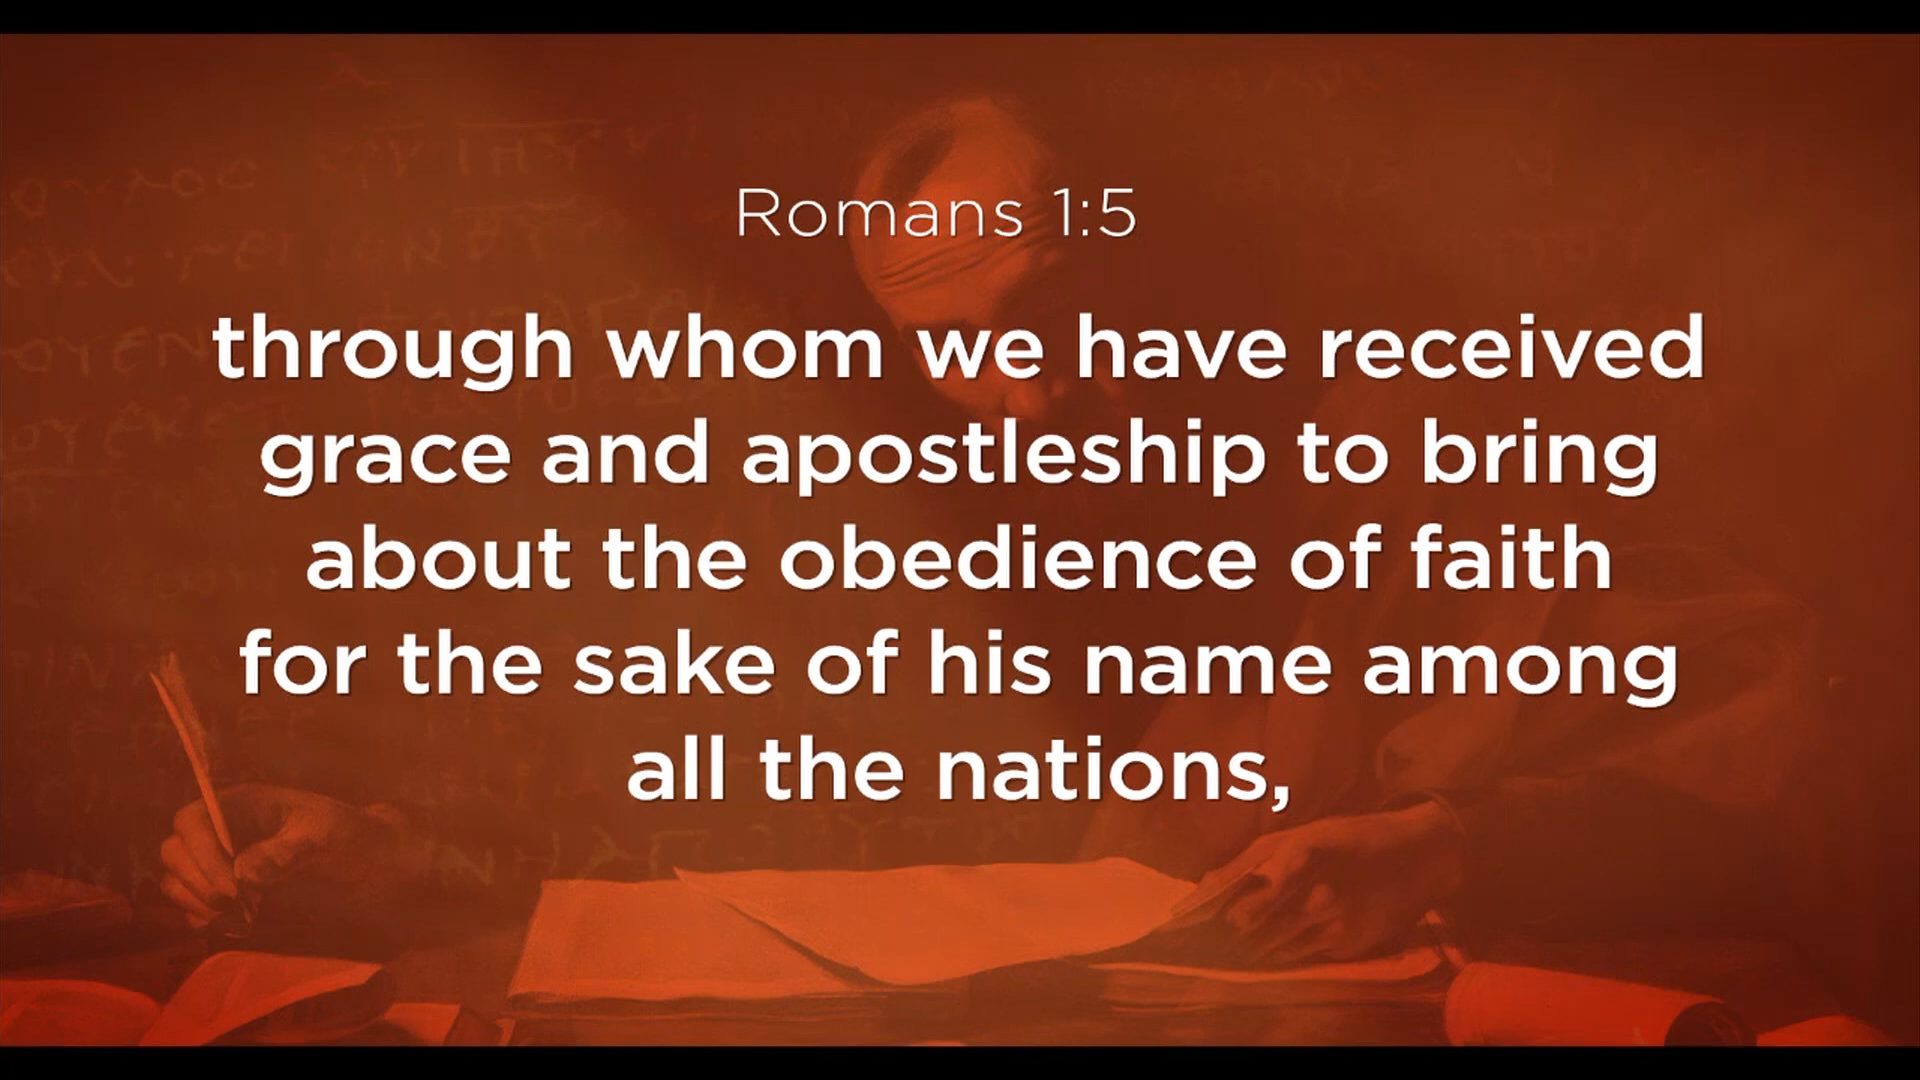 Romans 1:5
through whom we have received
grace and apostleship to bring
about the obedience of faith
for the sake of his name among
all the nations,